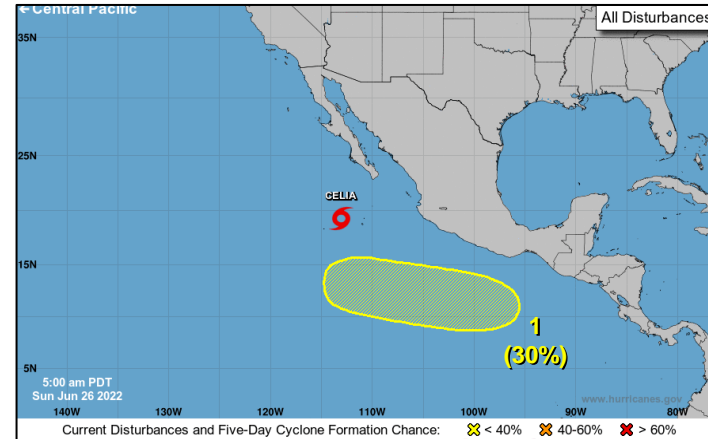 ←Central Pacific
All Disturbances
35N
25N
CELIA
15N
1
(30%)
5N
5:00 am PDT
Sun Jun 26 2022
www.hurricanes.gov
140W 130W 120W 110W 100W 90W 80W
Current Disturbances and Five-Day Cyclone Formation Chance: < 40% 40-60% > 60%